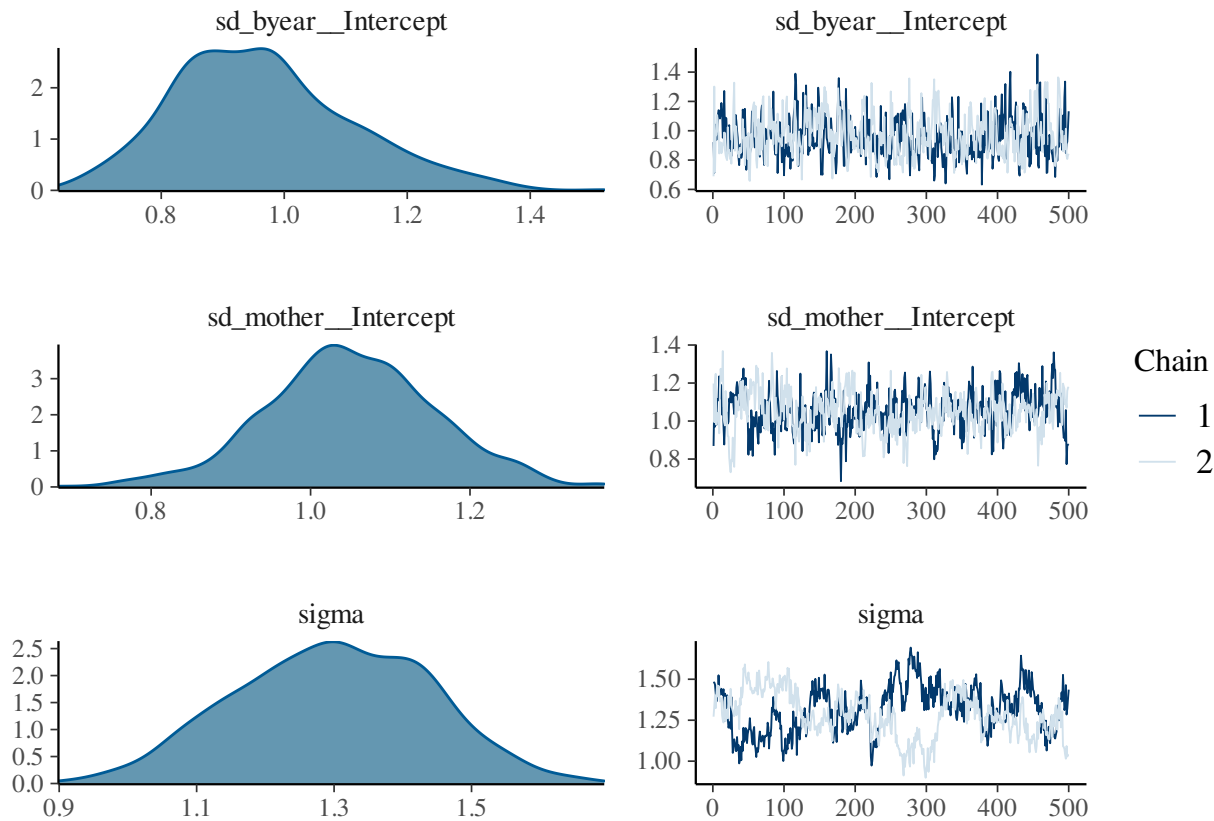 sd_byear__Intercept
sd_byear__Intercept
2
1
0
0.8 1.0 1.2 1.4
1.4
1.2
1.0
0.8
0.6
0 100 200 300 400 500
sd_mother__Intercept
sd_mother__Intercept
3
2
1
0
0.8 1.0 1.2
1.4
1.2
1.0
0.8
0 100 200 300 400 500
Chain
1
2
sigma
sigma
2.5
2.0
1.5
1.0
0.5
0.0
0.9 1.1 1.3 1.5
1.50
1.25
1.00
0 100 200 300 400 500